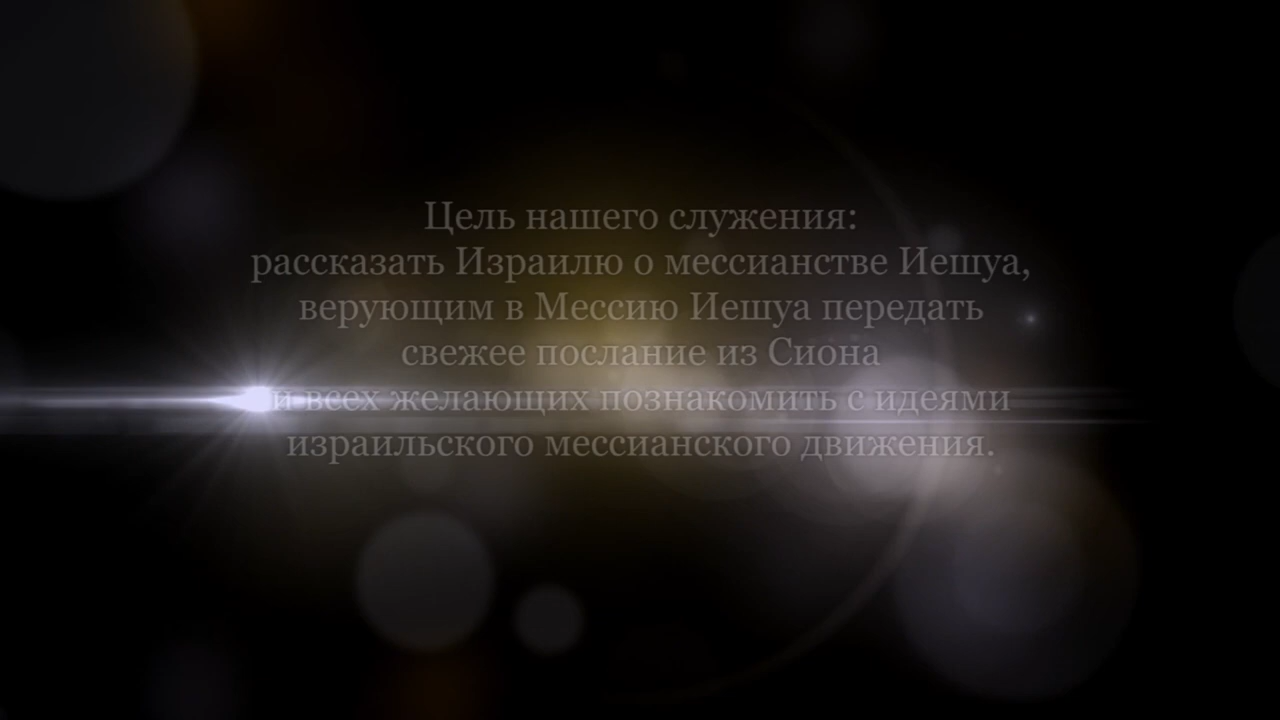 Цель нашего служения:
рассказать Израилю о мессианстве Иешуа,
верующим в Мессию Иешуа передать
свежее послание из Сиона
и всех желающих познакомить с идеями
израильского мессианского движения.